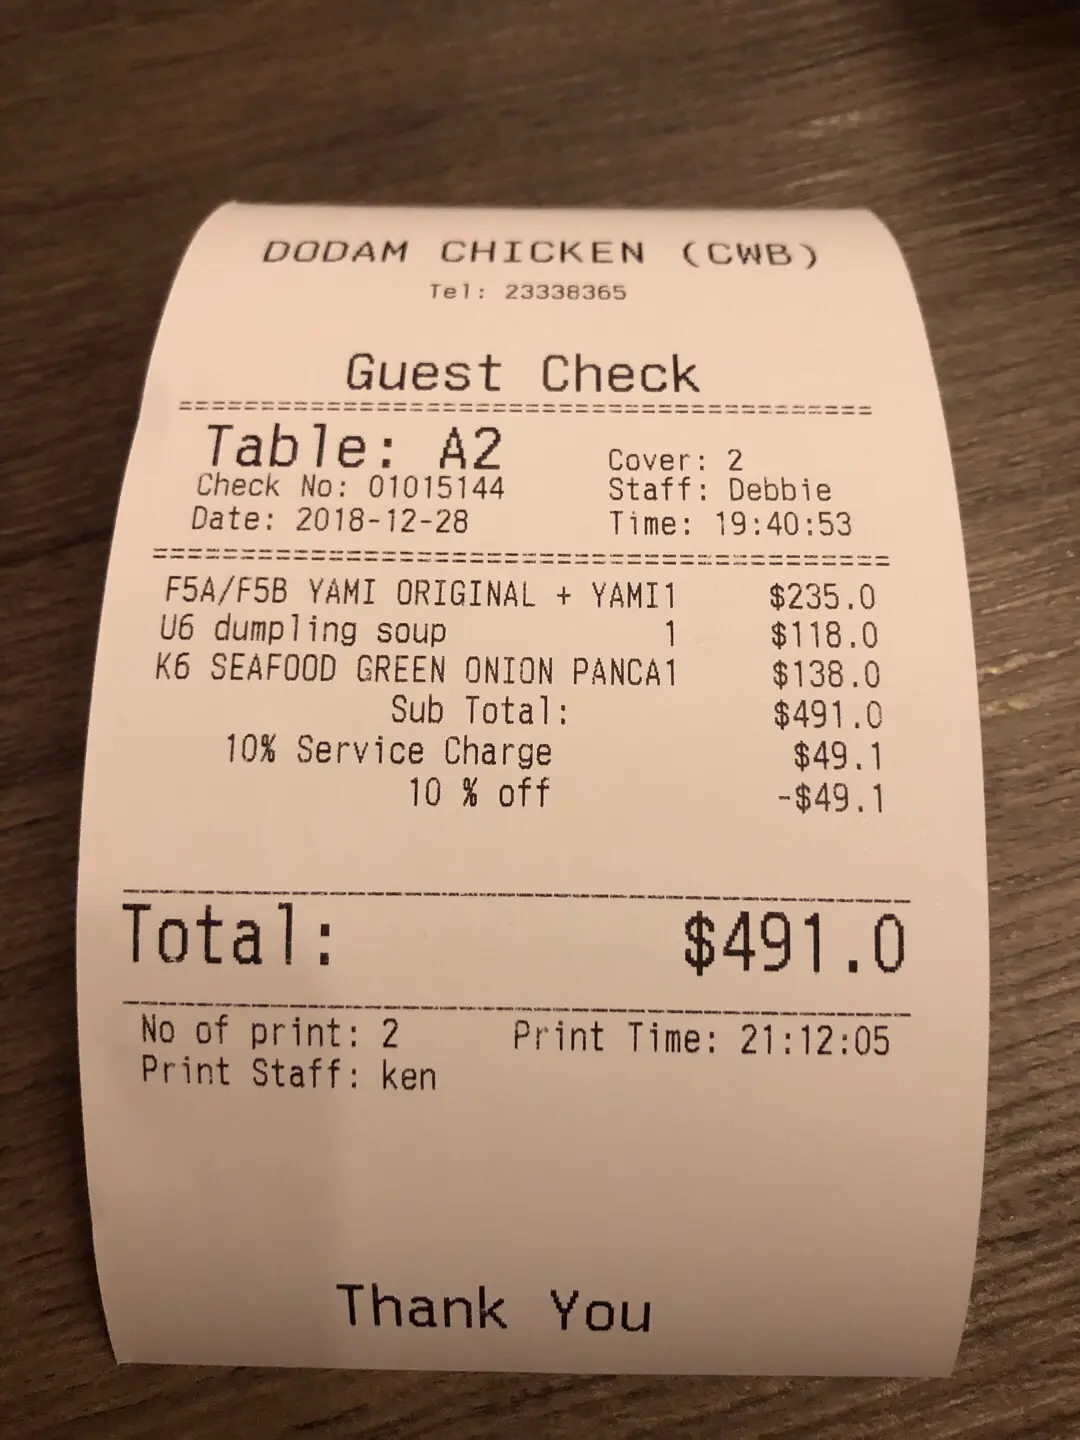 DODAM CHICKEN (CWB)
Tel: 23338365
Guest Check
==========================================
Table: A2 Cover: 2
Check No: 01015144 Staff: Debbie
Date: 2018-12-28 Time: 19:40:53
==========================================
F5A/F5B YAMI ORIGINAL + YAMI1 $235.0
U6 dumpling soup 1 $118.0
K6 SEAFOOD GREEN ONION PANCA1 $138.0
Sub Total: $491.0
10% Service Charge $49.1
10 % off -$49.1
Total: $491.0
No of print: 2 Print Time: 21:12:05
Print Staff: ken
Thank You